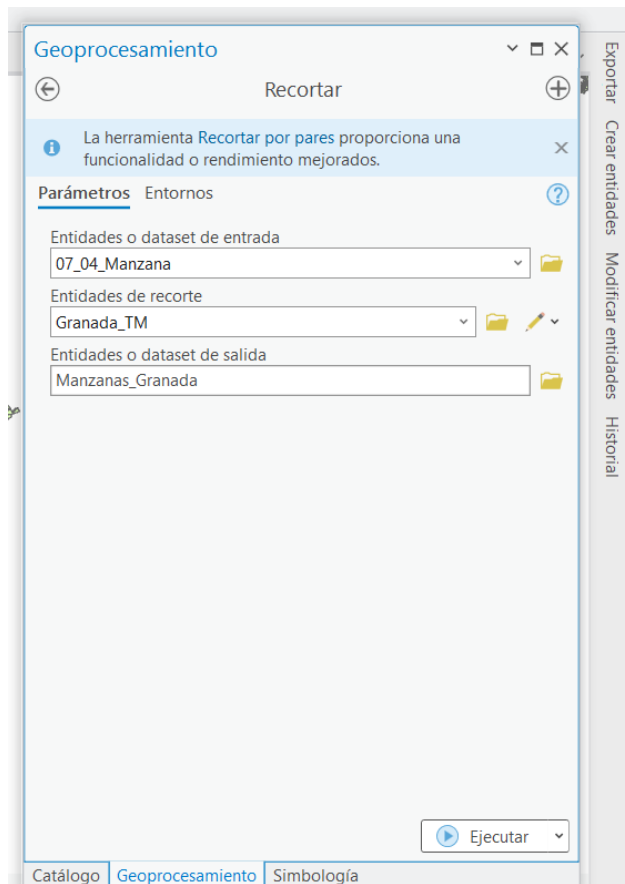 Geoprocesamiento
Recortar
La herramienta Recortar por pares proporciona una
funcionalidad o rendimiento mejorados.
Parámetros Entornos
Entidades o dataset de entrada
07_04_Manzana
Entidades de recorte
Granada_TM
Entidades o dataset de salida
Manzanas_Granada
Ejecutar
Catálogo Geoprocesamiento Simbología
Exportar
Crear entidades
Modificar entidades
Historial